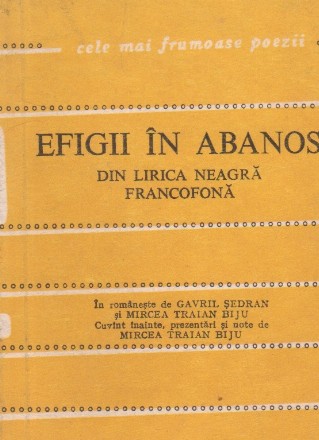 cele mai frumoase poezii
EFIGII ÎN ABANOS
DIN LIRICA NEAGRĂ
FRANCOFONĂ
În românește de GAVRIL ȘEDRAN
și MIRCEA TRAIAN BIJU
Cuvînt înainte, prezentări și note de
MIRCEA TRAIAN BIJU